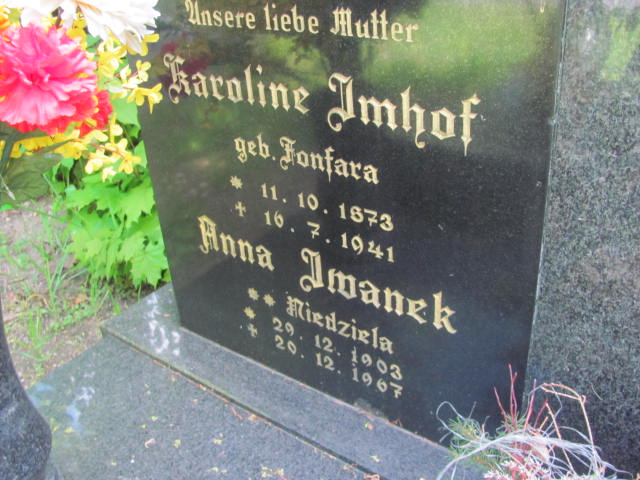 Unsere liebe Mutter
Karoline Imhof
geb. Fonfara
* 11. 10. 1873
✝ 16. 7. 1941
Anna Iwanek
** Niedziela
* 29. 12. 1903
✝ 20. 12. 1967